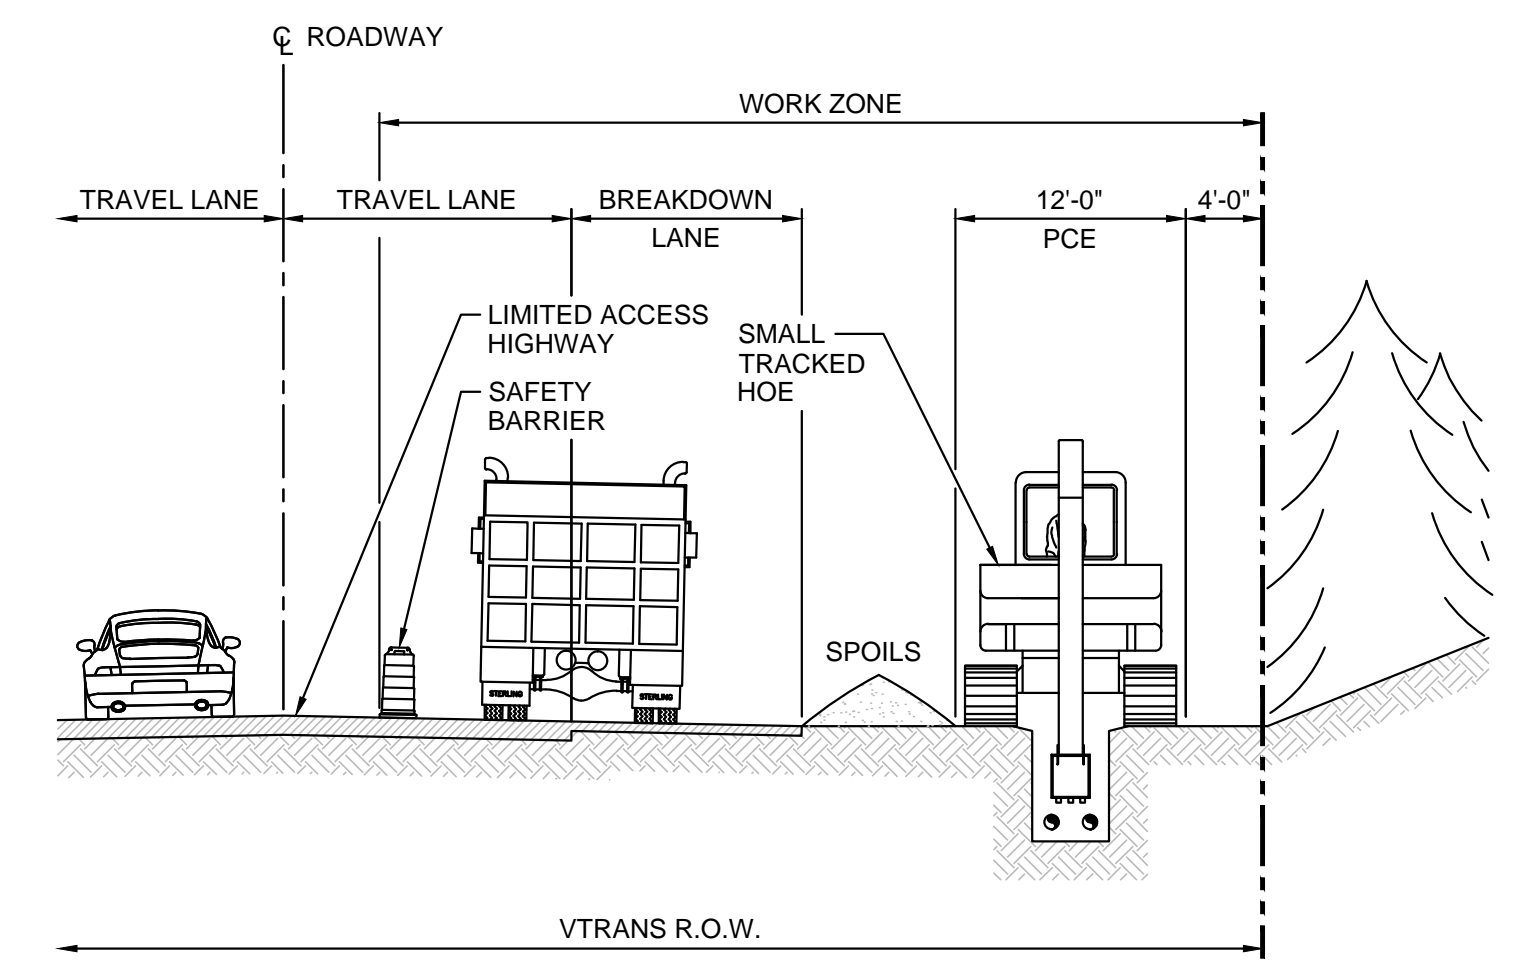 ℄ ROADWAY
WORK ZONE
TRAVEL LANE
TRAVEL LANE
BREAKDOWN
LANE
12'-0"
PCE
4'-0"
LIMITED ACCESS
HIGHWAY
SMALL
TRACKED
HOE
SAFETY
BARRIER
SPOILS
STERLING
STERLING
VTRANS R.O.W.